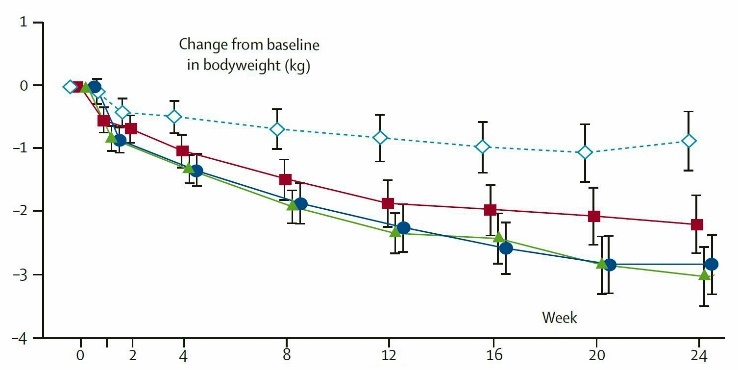 1
Change from baseline
in bodyweight (kg)
0
–1
–2
–3
Week
–4
0 2 4 8 12 16 20 24